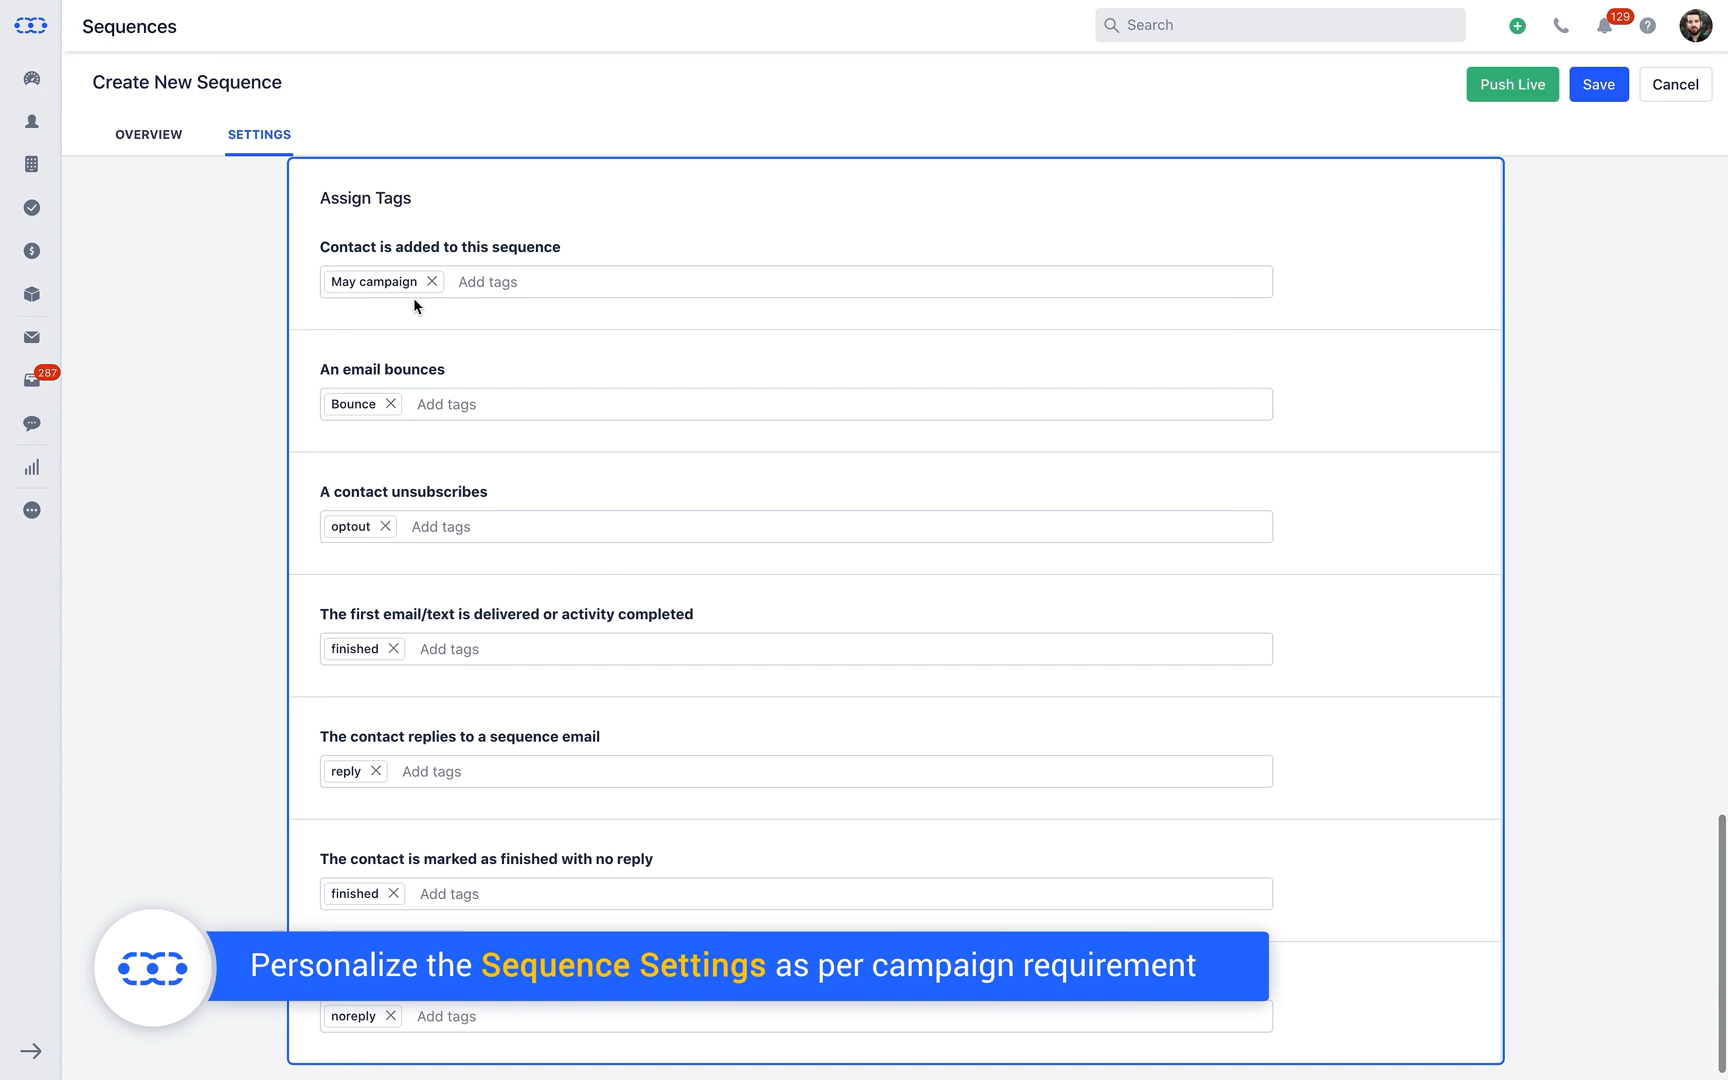 Sequences
Search
129
?
Create New Sequence
Push Live
Save
Cancel
OVERVIEW
SETTINGS
Assign Tags
Contact is added to this sequence
May campaign
Add tags
An email bounces
Bounce
Add tags
287
A contact unsubscribes
optout
Add tags
The first email/text is delivered or activity completed
finished
Add tags
The contact replies to a sequence email
reply
Add tags
The contact is marked as finished with no reply
finished
Add tags
Personalize the Sequence Settings as per campaign requirement
noreply
Add tags